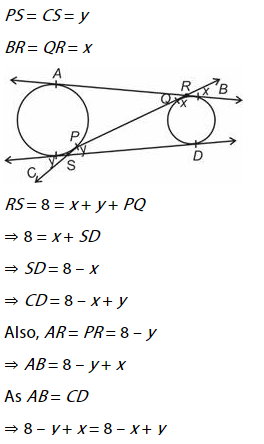 PS = CS = y
BR = QR = x
A
R
x
B
Q
x
P
y
y
S
C
D
RS = 8 = x + y + PQ
⇒ 8 = x + SD
⇒ SD = 8 – x
⇒ CD = 8 – x + y
Also, AR = PR = 8 – y
⇒ AB = 8 – y + x
As AB = CD
⇒ 8 – y + x = 8 – x + y